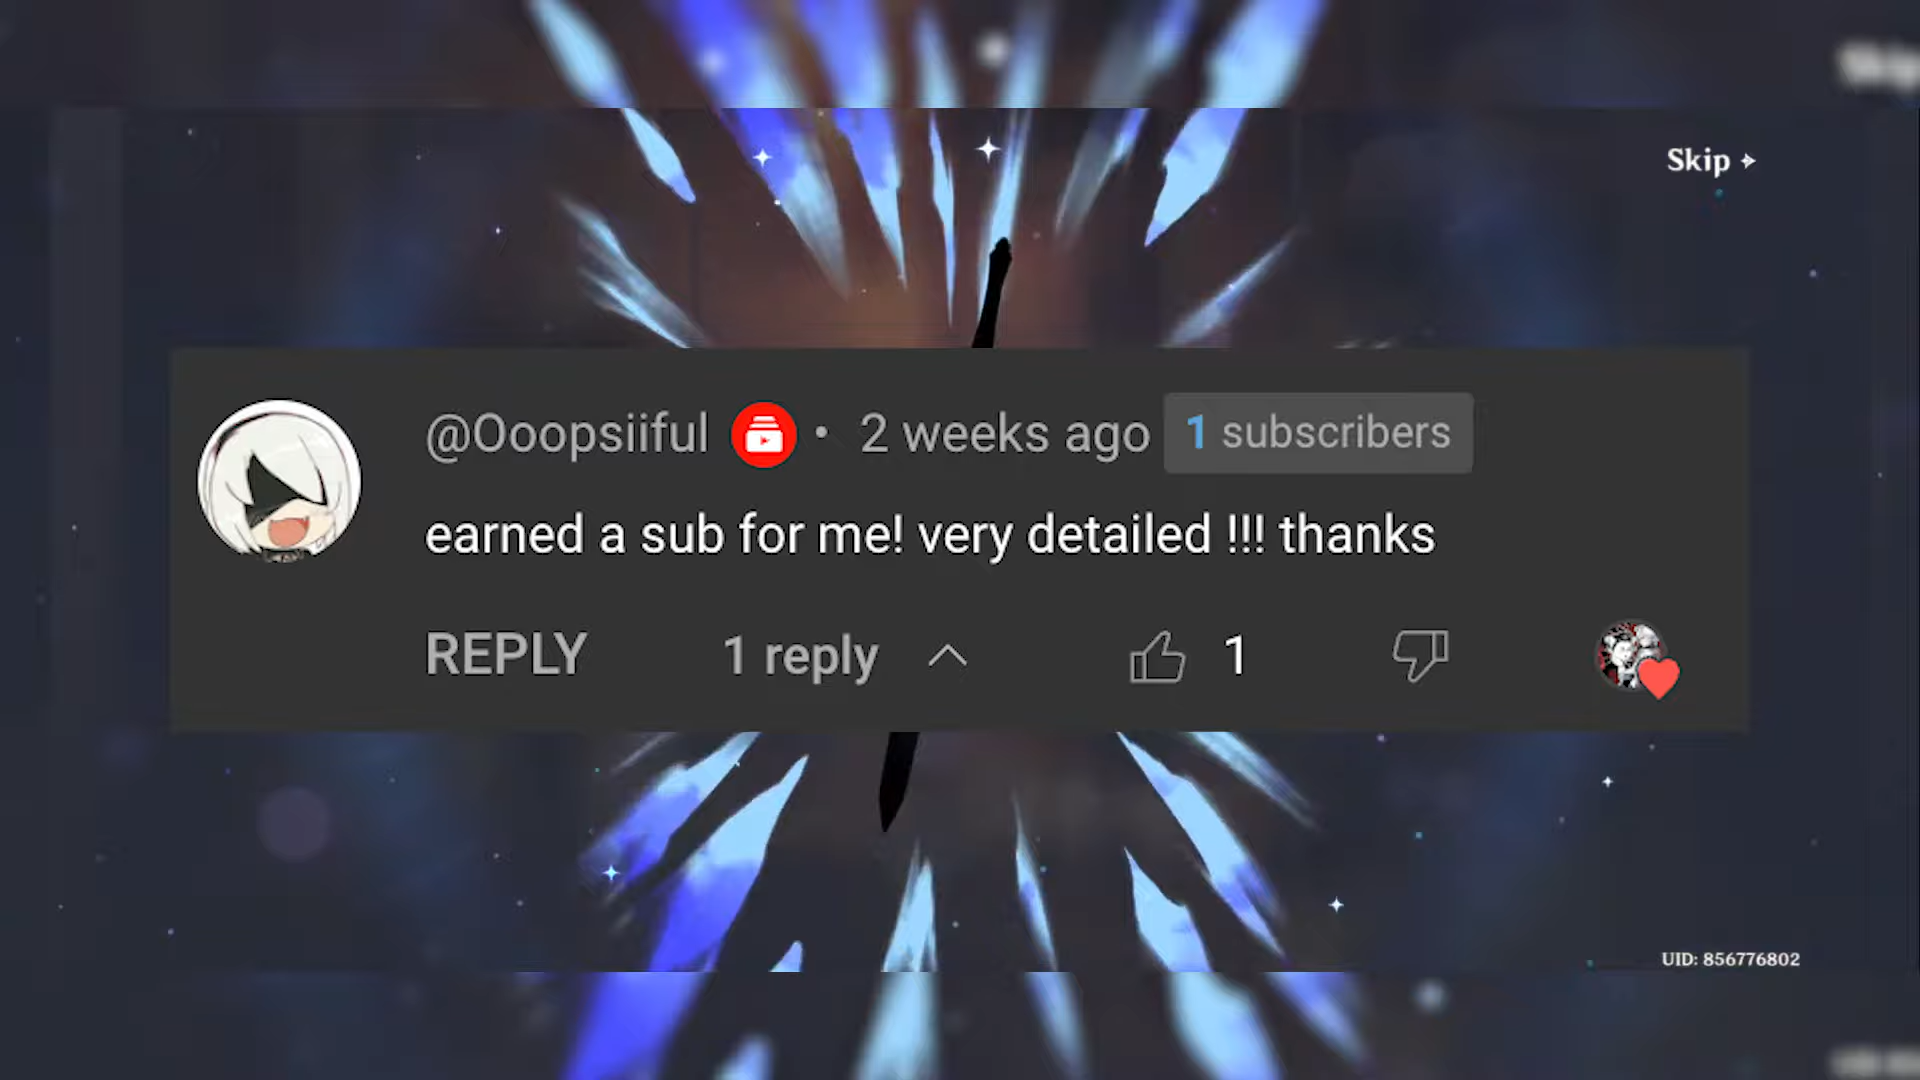 Skip
@Ooopsiiful • 2 weeks ago 1 subscribers
earned a sub for me! very detailed !!! thanks
REPLY 1 reply 1
UID: 856776802